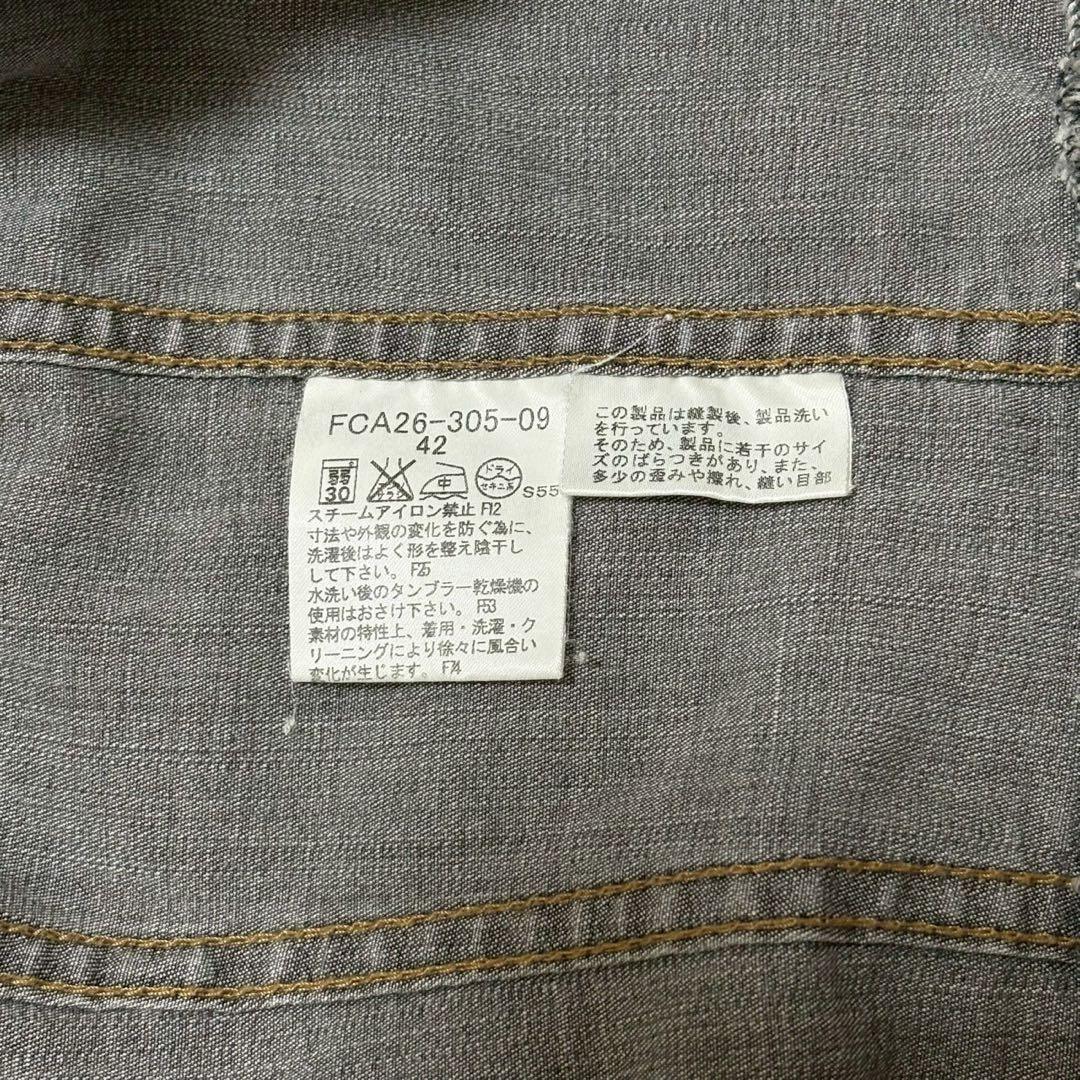 FCA26-305-09
42
弱
30
エンソ
サラシ
中
ドライ
セキユ系
S55
スチームアイロン禁止 F12
寸法や外観の変化を防ぐ為に、
洗濯後はよく形を整え陰干し
して下さい。 F25
水洗い後のタンブラー乾燥機の
使用はおさけ下さい。 F53
素材の特性上、着用・洗濯・ク
リーニングにより徐々に風合い
変化が生じます。 F74
この製品は縫製後、製品洗い
を行っています。
そのため、製品に若干のサイ
ズのばらつきがあり、また、
多少の歪みや擦れ、縫い目部